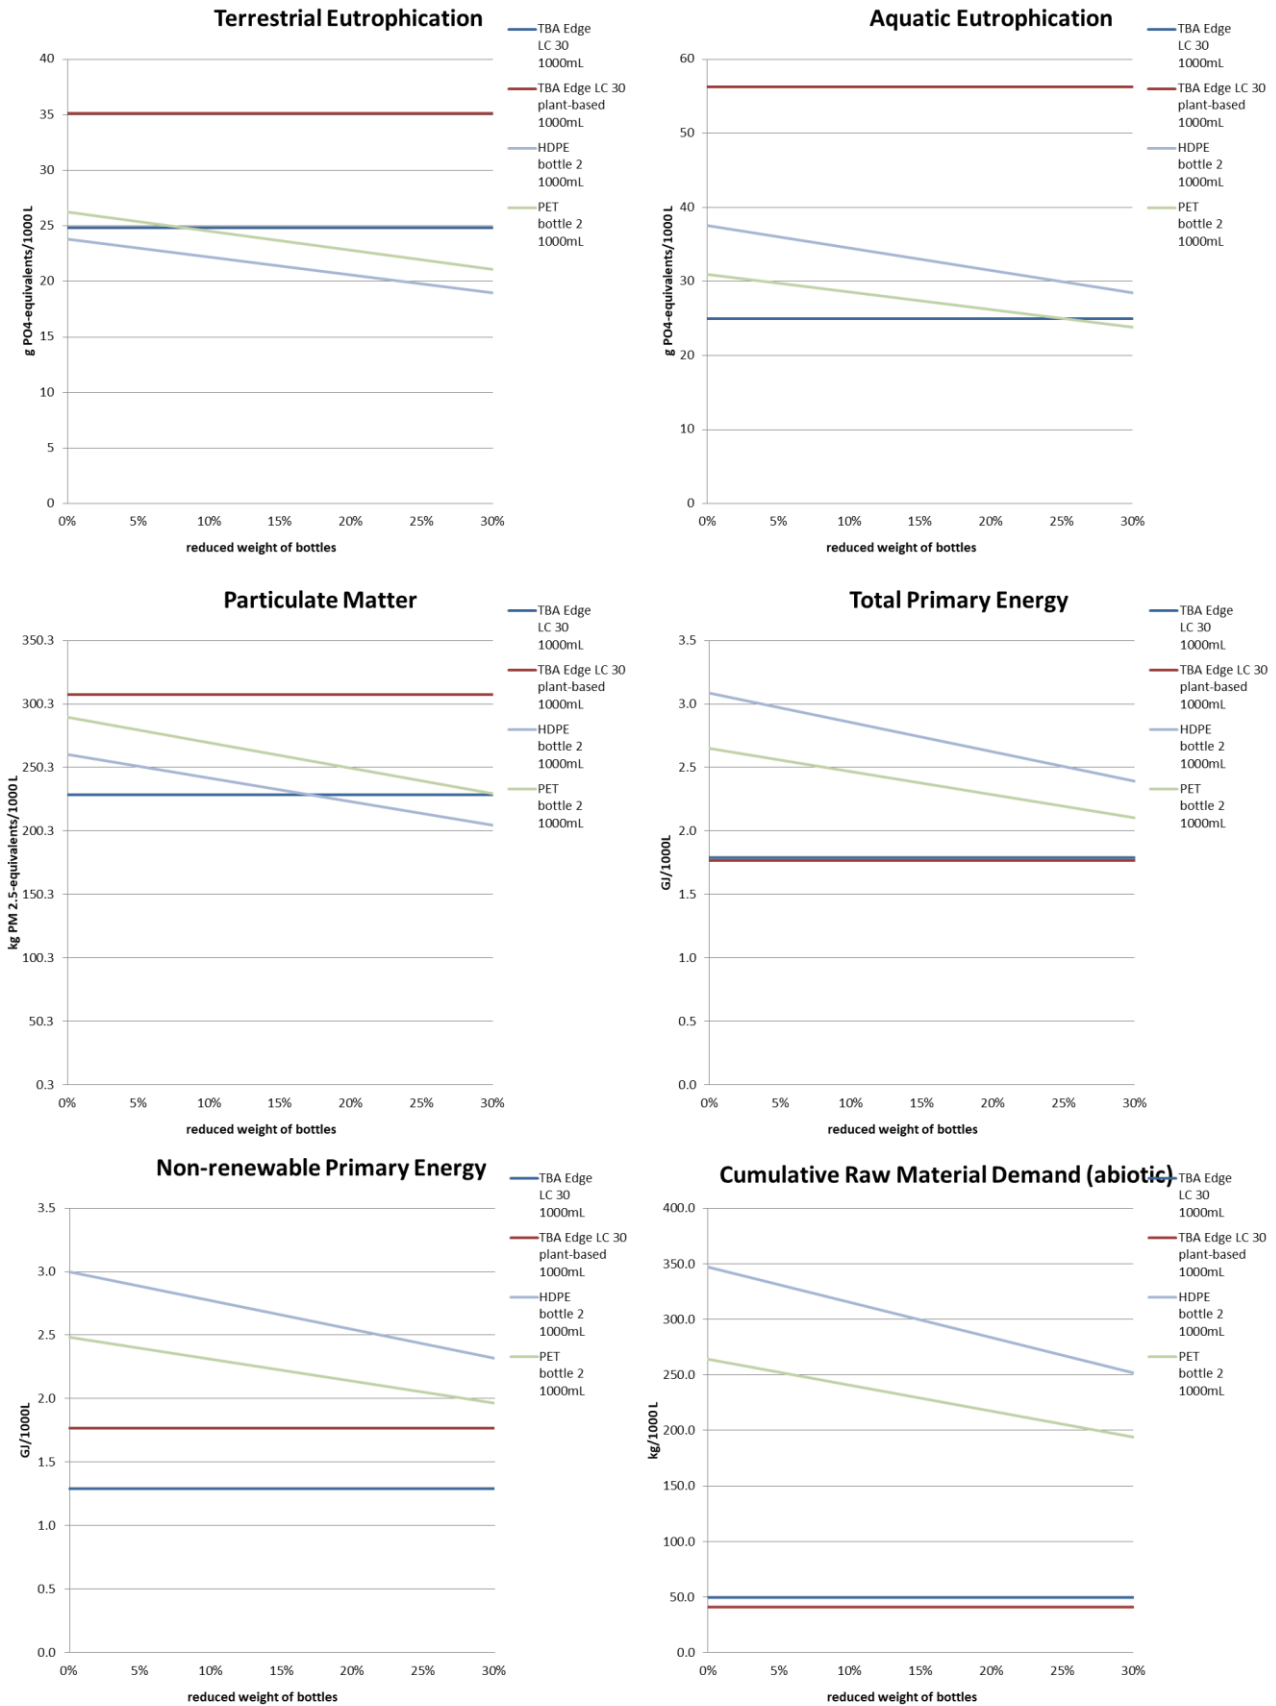 Terrestrial Eutrophication
TBA Edge
LC 30
1000mL
TBA Edge LC 30
plant-based
1000mL
HDPE
bottle 2
1000mL
PET
bottle 2
1000mL
g PO4-equivalents/1000 L
40
35
30
25
20
15
10
5
0
0% 5% 10% 15% 20% 25% 30%
reduced weight of bottles
Aquatic Eutrophication
TBA Edge
LC 30
1000mL
TBA Edge LC 30
plant-based
1000mL
HDPE
bottle 2
1000mL
PET
bottle 2
1000mL
g PO4-equivalents/1000 L
60
50
40
30
20
10
0
0% 5% 10% 15% 20% 25% 30%
reduced weight of bottles
Particulate Matter
TBA Edge
LC 30
1000mL
TBA Edge LC 30
plant-based
1000mL
HDPE
bottle 2
1000mL
PET
bottle 2
1000mL
kg PM 2.5-equivalents/1000 L
350.3
300.3
250.3
200.3
150.3
100.3
50.3
0.3
0% 5% 10% 15% 20% 25% 30%
reduced weight of bottles
Total Primary Energy
TBA Edge
LC 30
1000mL
TBA Edge LC 30
plant-based
1000mL
HDPE
bottle 2
1000mL
PET
bottle 2
1000mL
GJ/1000L
3.5
3.0
2.5
2.0
1.5
1.0
0.5
0.0
0% 5% 10% 15% 20% 25% 30%
reduced weight of bottles
Non-renewable Primary Energy
TBA Edge
LC 30
1000mL
TBA Edge LC 30
plant-based
1000mL
HDPE
bottle 2
1000mL
PET
bottle 2
1000mL
GJ/1000L
3.5
3.0
2.5
2.0
1.5
1.0
0.5
0.0
0% 5% 10% 15% 20% 25% 30%
reduced weight of bottles
Cumulative Raw Material Demand (abiotic)
TBA Edge
LC 30
1000mL
TBA Edge LC 30
plant-based
1000mL
HDPE
bottle 2
1000mL
PET
bottle 2
1000mL
kg/1000 L
400.0
350.0
300.0
250.0
200.0
150.0
100.0
50.0
0.0
0% 5% 10% 15% 20% 25% 30%
reduced weight of bottles